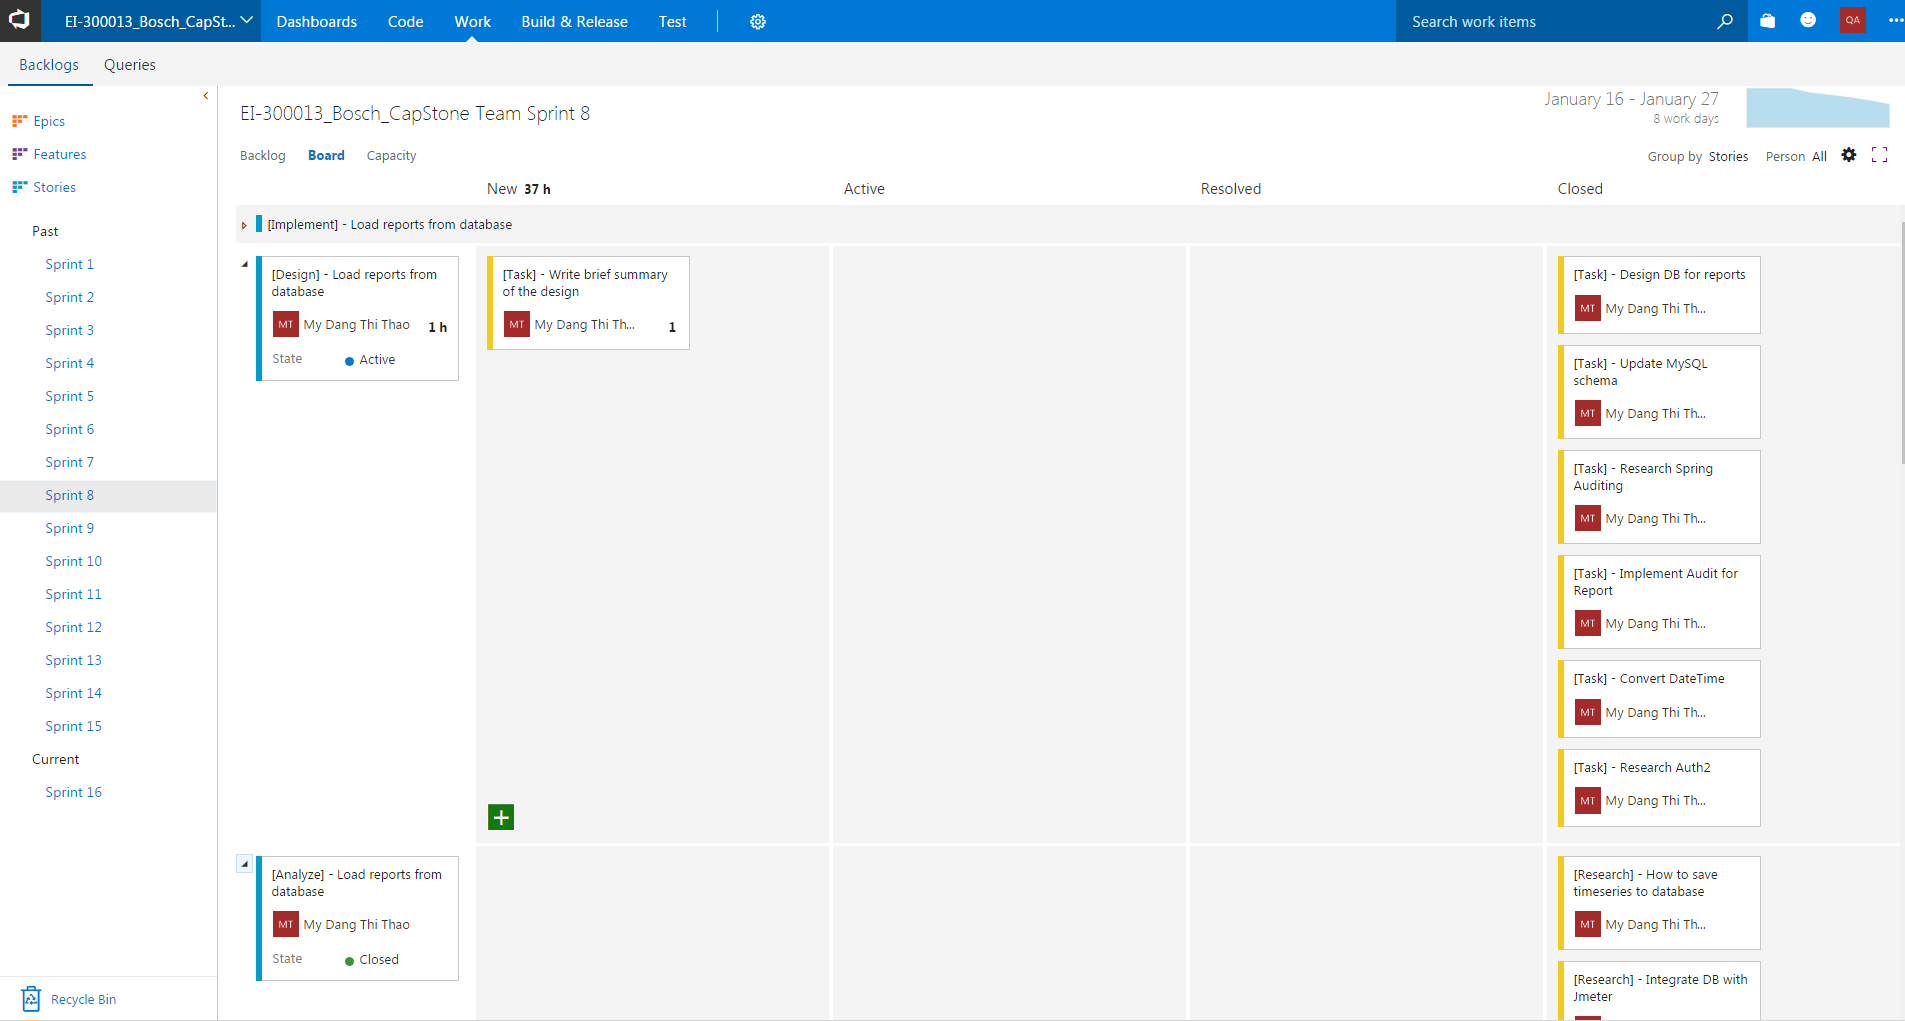 EI-300013_Bosch_CapSt...
Dashboards
Code
Work
Build & Release
Test
Search work items
QA
Backlogs
Queries
Epics
Features
Stories
Past
Sprint 1
Sprint 2
Sprint 3
Sprint 4
Sprint 5
Sprint 6
Sprint 7
Sprint 8
Sprint 9
Sprint 10
Sprint 11
Sprint 12
Sprint 13
Sprint 14
Sprint 15
Current
Sprint 16
Recycle Bin
EI-300013_Bosch_CapStone Team Sprint 8
January 16 - January 27
8 work days
Backlog
Board
Capacity
Group by Stories
Person All
New 37 h
Active
Resolved
Closed
[Implement] - Load reports from database
[Design] - Load reports from
database
MT My Dang Thi Thao 1 h
State Active
[Task] - Write brief summary
of the design
MT My Dang Thi Th... 1
[Task] - Design DB for reports
MT My Dang Thi Th...
[Task] - Update MySQL
schema
MT My Dang Thi Th...
[Task] - Research Spring
Auditing
MT My Dang Thi Th...
[Task] - Implement Audit for
Report
MT My Dang Thi Th...
[Task] - Convert DateTime
MT My Dang Thi Th...
[Task] - Research Auth2
MT My Dang Thi Th...
[Analyze] - Load reports from
database
MT My Dang Thi Thao
State Closed
[Research] - How to save
timeseries to database
MT My Dang Thi Th...
[Research] - Integrate DB with
Jmeter